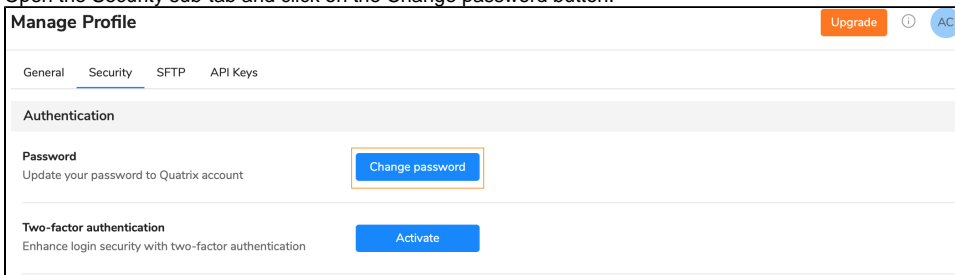 Open the Security sub-tab and click on the Change password button.
Manage Profile
Upgrade
AC
General Security SFTP API Keys
Authentication
Password
Update your password to Quatrix account
Change password
Two-factor authentication
Enhance login security with two-factor authentication
Activate